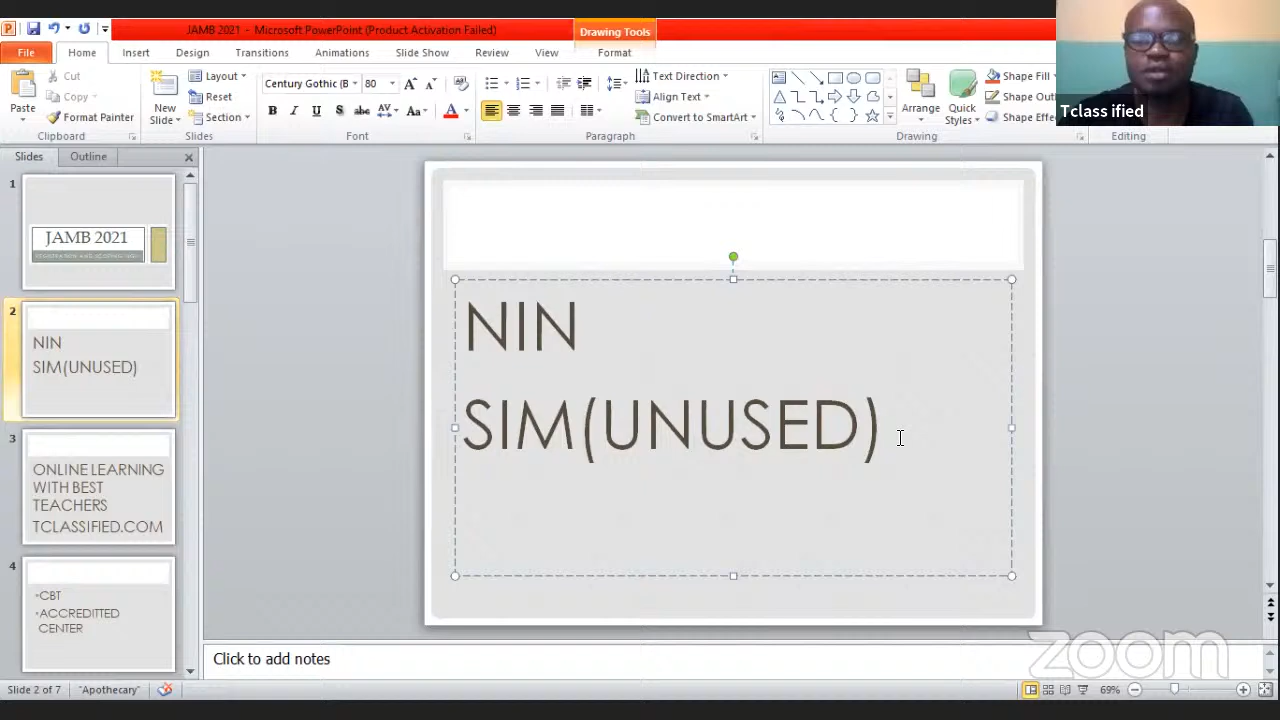 JAMB 2021 - Microsoft PowerPoint (Product Activation Failed)
Drawing Tools
File Home Insert Design Transitions Animations Slide Show Review View Format
Cut
Copy
Format Painter
Paste
Clipboard
New
Slide
Layout
Reset
Section
Slides
Century Gothic (B 80
Font
Text Direction
Align Text
Convert to SmartArt
Paragraph
Arrange
Quick
Styles
Shape Fill
Shape Out
Shape Effe
Drawing
Editing
Tclass ified
Slides Outline
1
JAMB 2021
2
NIN
SIM(UNUSED)
3
ONLINE LEARNING
WITH BEST
TEACHERS
TCLASSIFIED.COM
4
CBT
ACCREDITTED
CENTER
NIN
SIM(UNUSED)
Click to add notes
zoom
Slide 2 of 7 "Apothecary" 69%